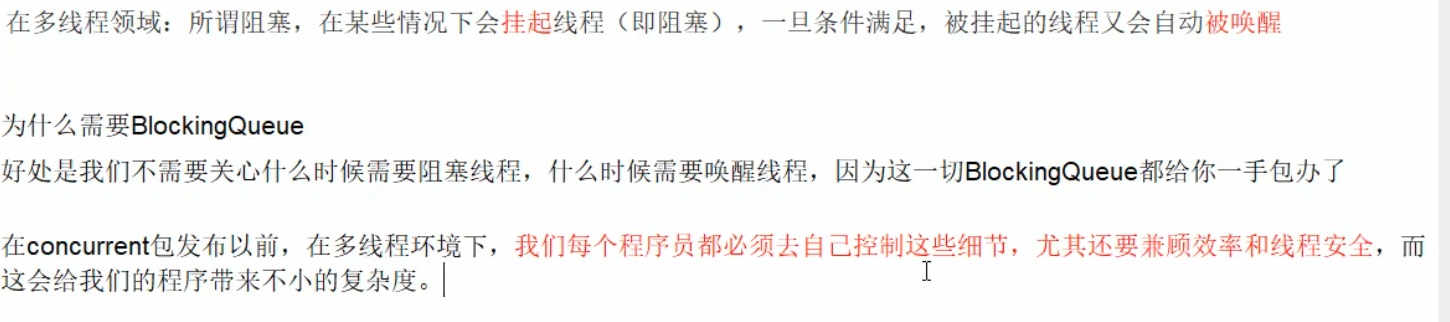 在多线程领域：所谓阻塞，在某些情况下会挂起线程（即阻塞），一旦条件满足，被挂起的线程又会自动被唤醒
为什么需要BlockingQueue
好处是我们不需要关心什么时候需要阻塞线程，什么时候需要唤醒线程，因为这一切BlockingQueue都给你一手包办了
在concurrent包发布以前，在多线程环境下，我们每个程序员都必须去自己控制这些细节，尤其还要兼顾效率和线程安全，而
这会给我们的程序带来不小的复杂度。